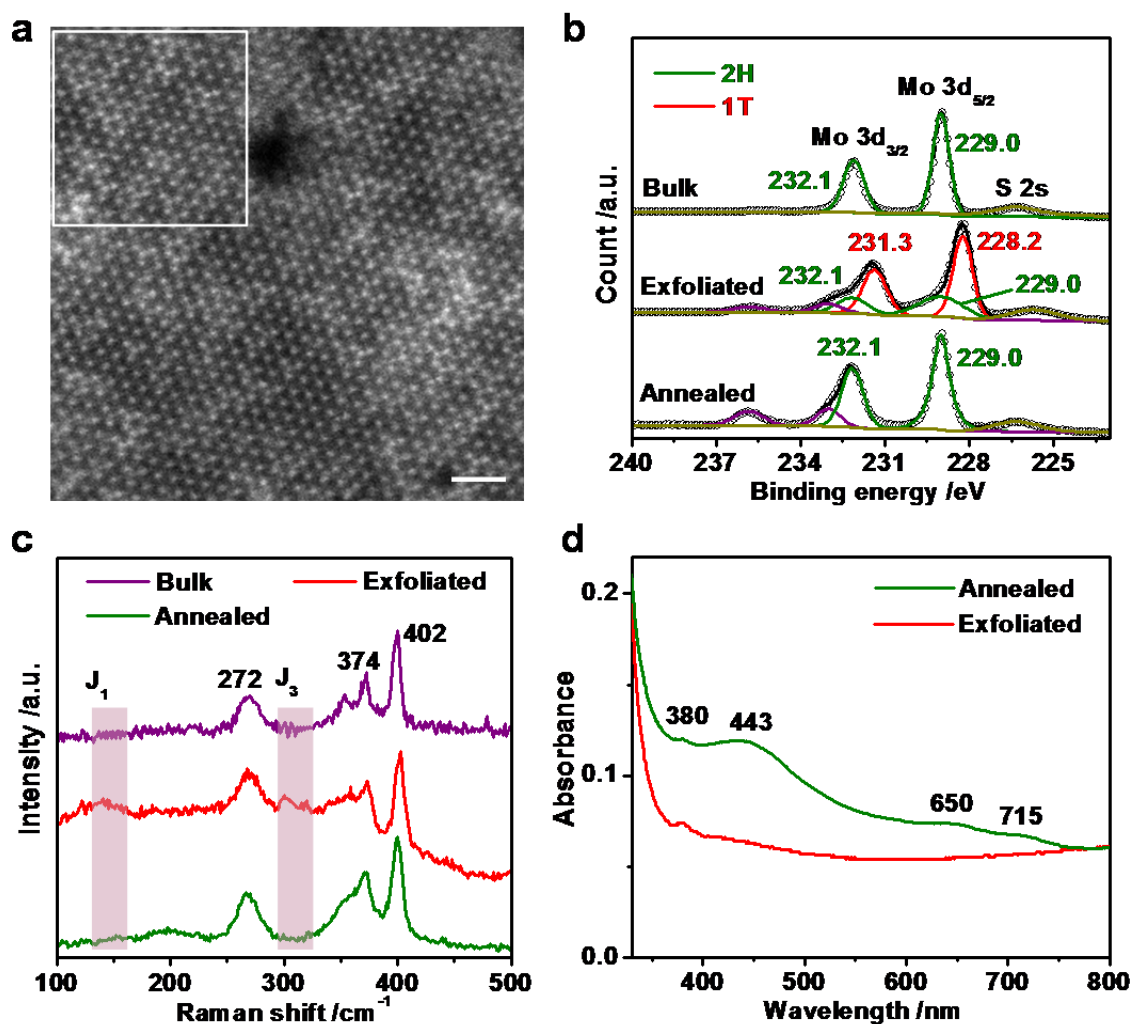 a
b
2H
1T
Mo 3d5/2
Mo 3d3/2
229.0
232.1
S 2s
Bulk
231.3
228.2
232.1
Exfoliated
229.0
232.1
229.0
Annealed
Count /a.u.
240 237 234 231 228 225
Binding energy /eV
c
Bulk Exfoliated
Annealed
402
374
J1 272 J3
Intensity /a.u.
100 200 300 400 500
Raman shift /cm−1
d
Annealed
Exfoliated
0.2
380 443
0.1
650 715
Absorbance
0.0
400 500 600 700 800
Wavelength /nm